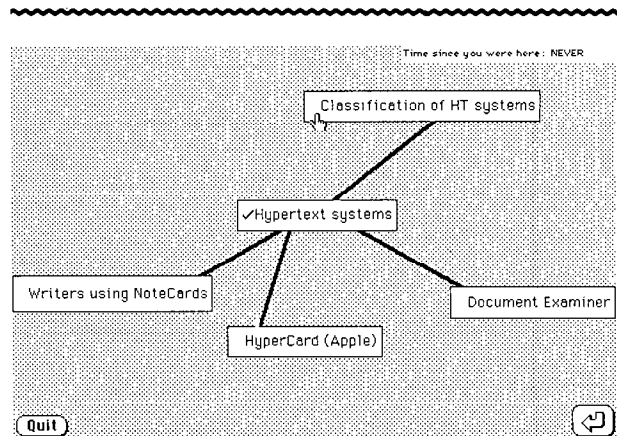 Time since you were here: NEVER
Classification of HT systems
✓Hypertext systems
Writers using NoteCards
Document Examiner
HyperCard (Apple)
Quit